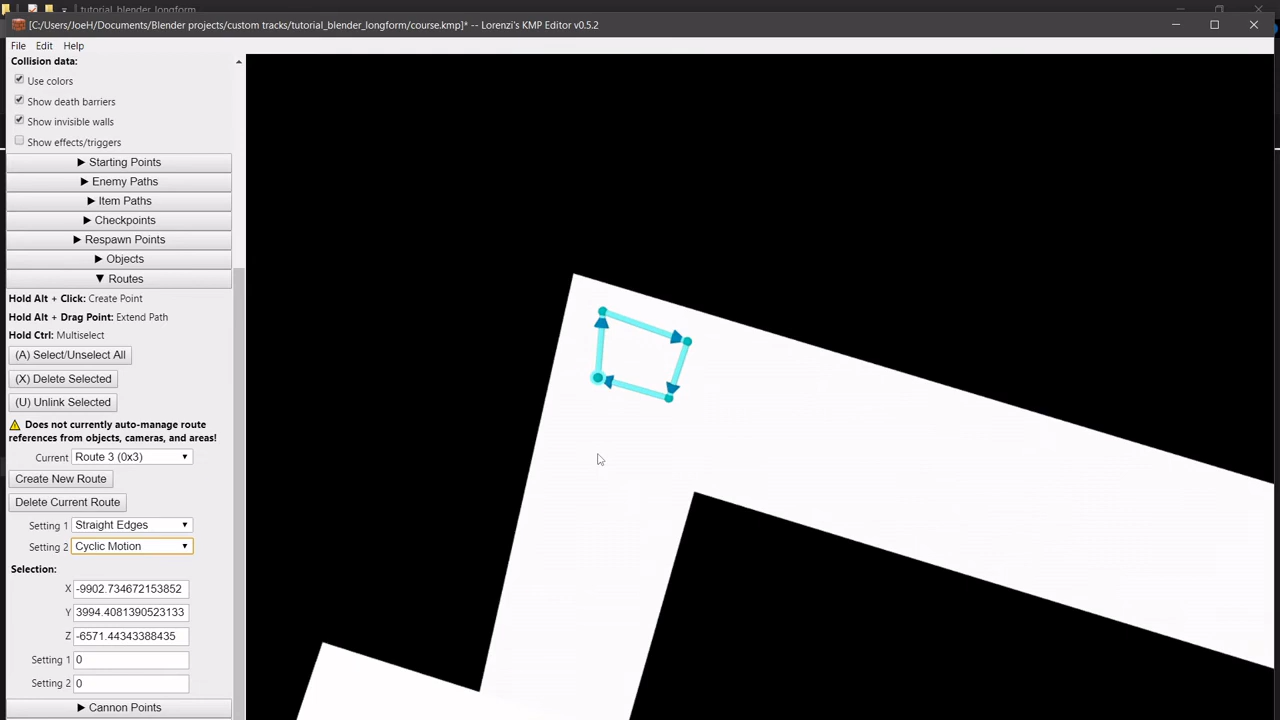 tutorial_blender_longform
[C:/Users/JoeH/Documents/Blender projects/custom tracks/tutorial_blender_longform/course.kmp]* -- Lorenzi's KMP Editor v0.5.2
File Edit Help
Collision data:
Use colors
Show death barriers
Show invisible walls
Show effects/triggers
▶ Starting Points
▶ Enemy Paths
▶ Item Paths
▶ Checkpoints
▶ Respawn Points
▶ Objects
▼ Routes
Hold Alt + Click: Create Point
Hold Alt + Drag Point: Extend Path
Hold Ctrl: Multiselect
(A) Select/Unselect All
(X) Delete Selected
(U) Unlink Selected
Does not currently auto-manage route
references from objects, cameras, and areas!
Current Route 3 (0x3)
Create New Route
Delete Current Route
Setting 1 Straight Edges
Setting 2 Cyclic Motion
Selection:
X -9902.734672153852
Y 3994.4081390523133
Z -6571.44343388435
Setting 1 0
Setting 2 0
▶ Cannon Points